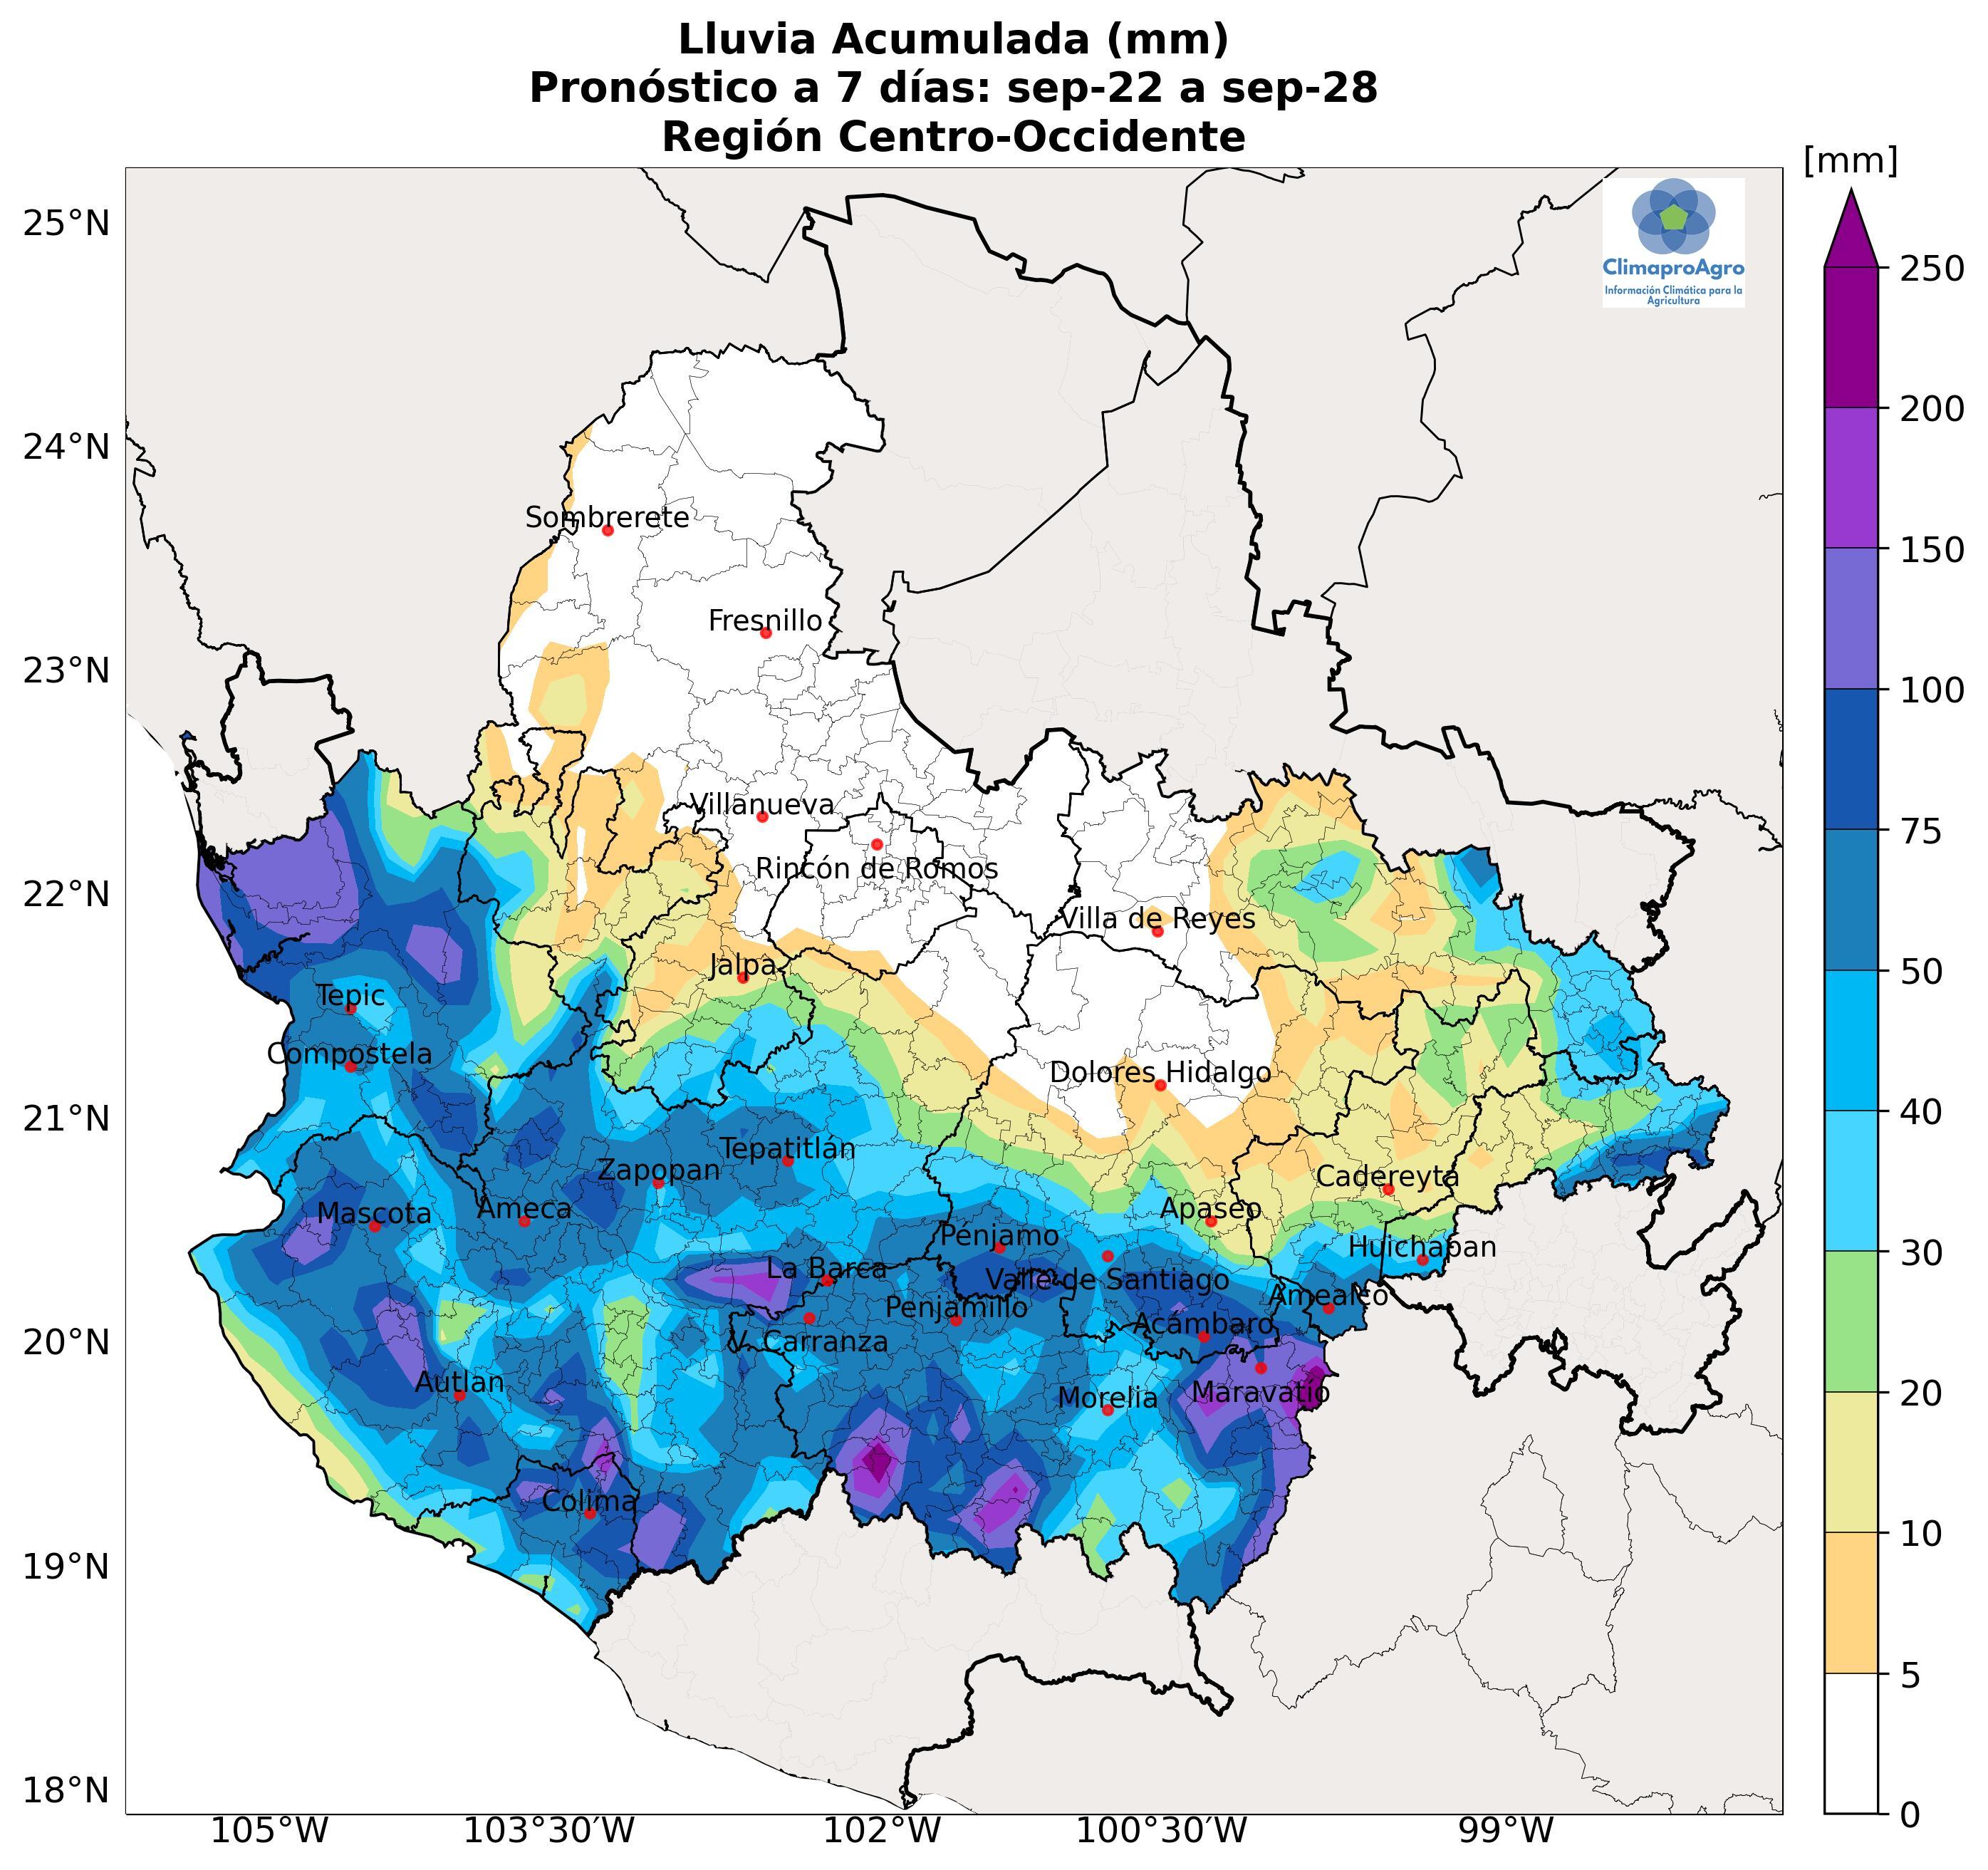 Lluvia Acumulada (mm)
Pronóstico a 7 días: sep-22 a sep-28
Región Centro-Occidente
[mm]
25°N
24°N
23°N
22°N
21°N
20°N
19°N
18°N
ClimaproAgro
Información Climática para la
Agricultura
Sombrerete
Fresnillo
Villanueva
Rincón de Romos
Villa de Reyes
Jalpa
Tepic
Compostela
Dolores Hidalgo
Tepatitlán
Zapopan
Cadereyta
Mascota
Ameca
Apaseo
Pénjamo
Huichapan
La Barca
Valle de Santiago
Amealco
Penjamillo
Acámbaro
V. Carranza
Autlan
Morelia
Maravatío
Colima
250
200
150
100
75
50
40
30
20
10
5
0
105°W
103°30'W
102°W
100°30'W
99°W